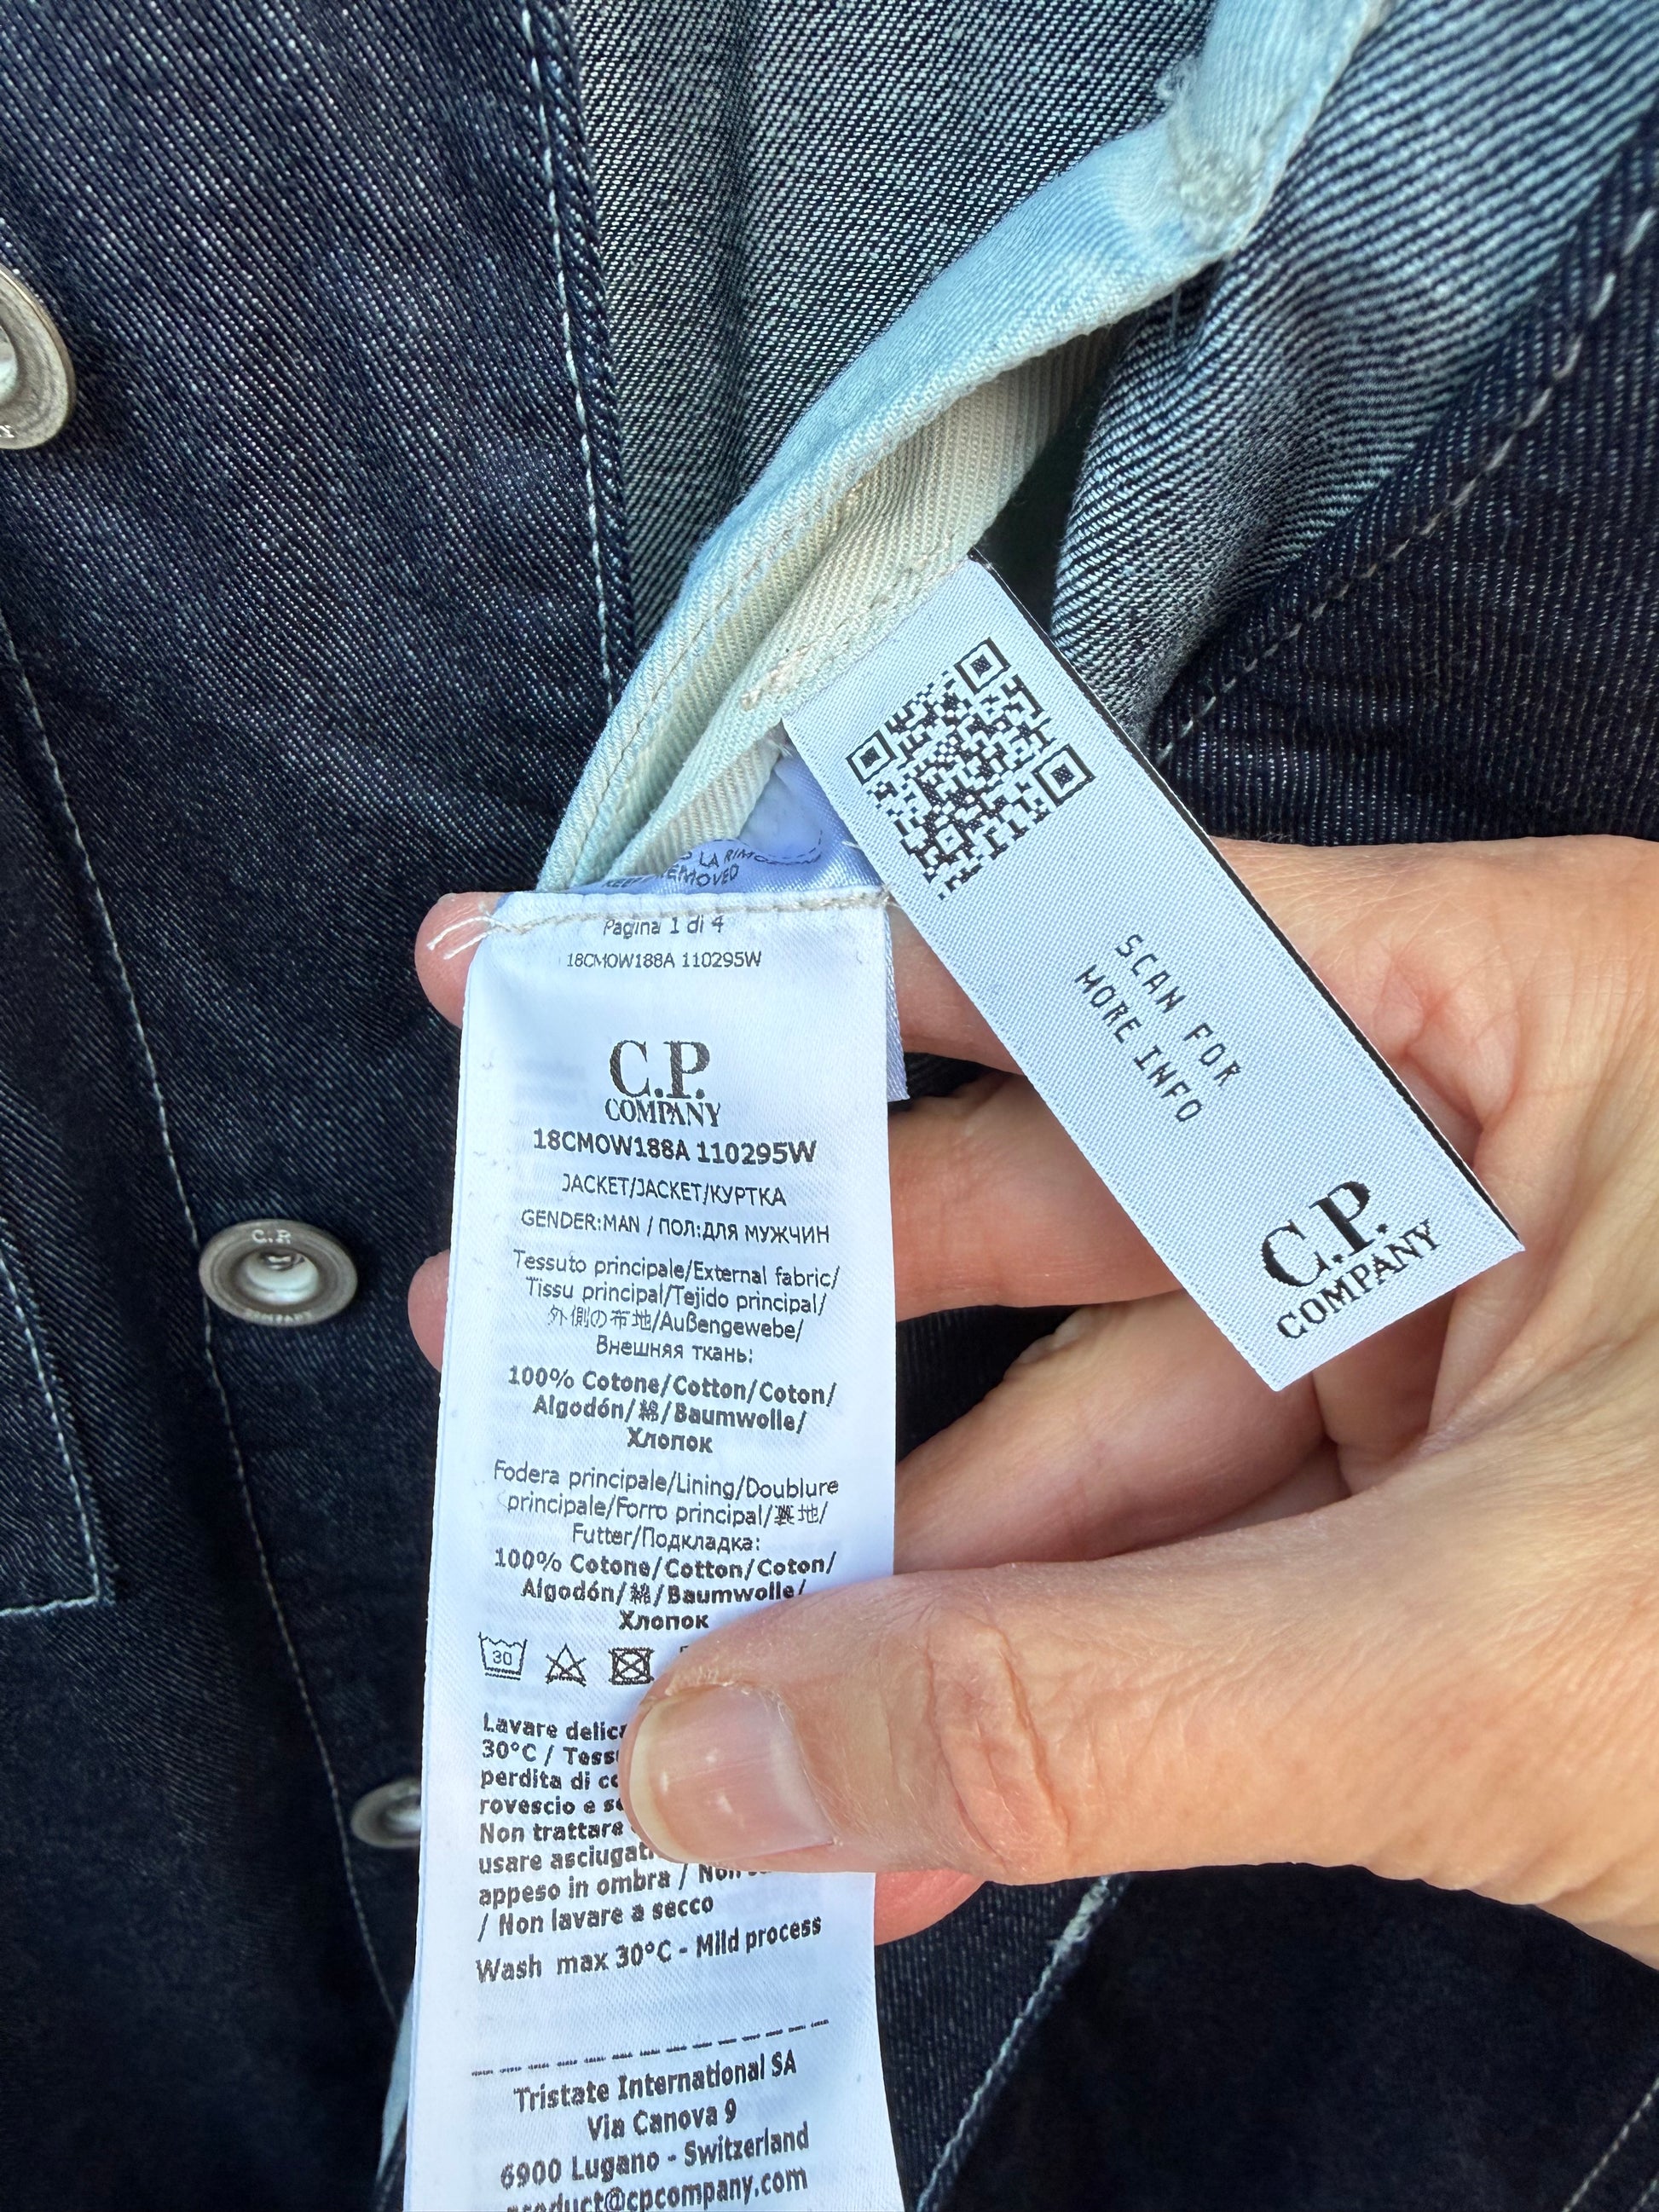 LA RIM
REMOVED
Pagina 1 di 4
18CMOW188A 110295W
C.P.
COMPANY
18CMOW188A 110295W
JACKET/JACKET/КУРТКА
GENDER:MAN / ПОЛ:ДЛЯ МУЖЧИН
Tessuto principale/External fabric/
Tissu principal/Tejido principal/
外側の布地/Außengewebe/
Внешняя ткань:
100% Cotone/Cotton/Coton/
Algodón/綿/Baumwolle/
Хлопок
Fodera principale/Lining/Doublure
principale/Forro principal/裏地/
Futter/Подкладка:
100% Cotone/Cotton/Coton/
Algodón/綿/Baumwolle/
Хлопок
30
Lavare delic
30°C / Tess
perdita di
rovescio e
Non trattare
usare asciugat
appeso in ombra / Non
/ Non lavare a secco
Wash max 30°C - Mild process
Tristate International SA
Via Canova 9
6900 Lugano - Switzerland
product@cpcompany.com
SCAN FOR
MORE INFO
C.P.
COMPANY
C.P.
COMPANY